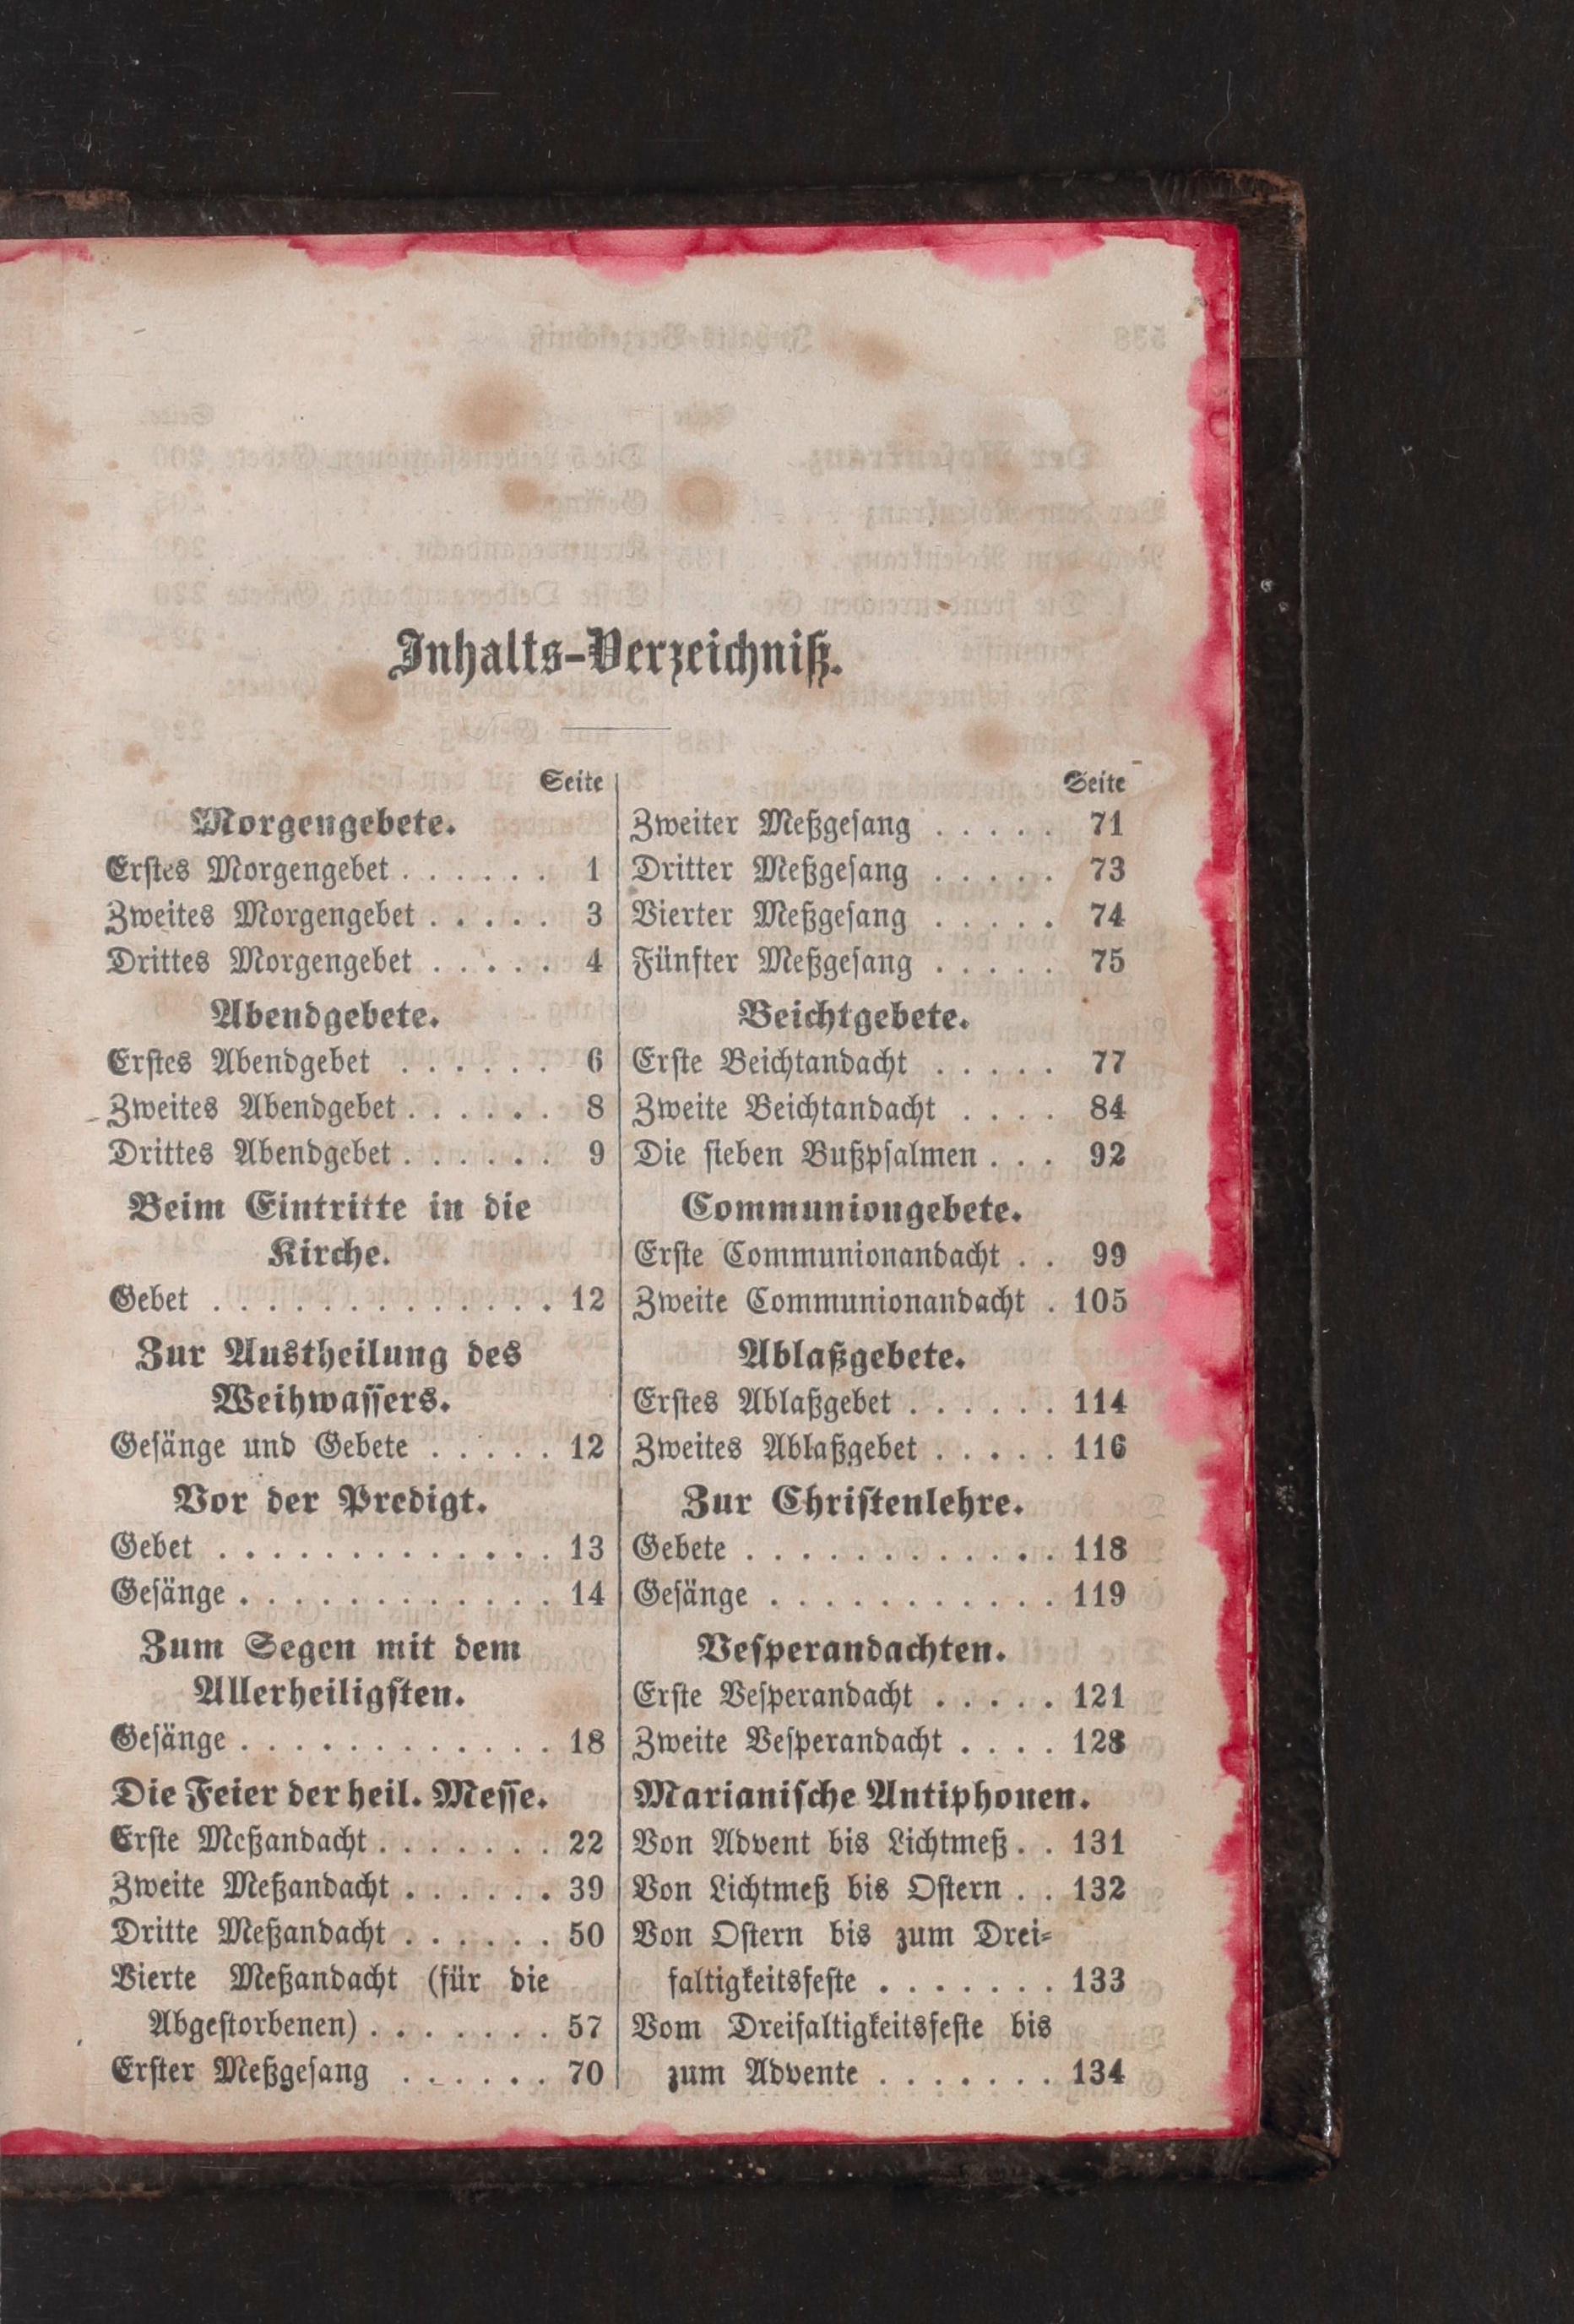 Inhalts-Verzeichniß.
Seite
Morgengebete.
Erstes Morgengebet . . . . . . 1
Zweites Morgengebet . . . . . 3
Drittes Morgengebet . . . . . 4
Abendgebete.
Erstes Abendgebet . . . . . . 6
Zweites Abendgebet . . . . . . 8
Drittes Abendgebet . . . . . . 9
Beim Eintritte in die
Kirche.
Gebet . . . . . . . . . . . . . 12
Zur Austheilung des
Weihwassers.
Gesänge und Gebete . . . . . 12
Vor der Predigt.
Gebet . . . . . . . . . . . . . 13
Gesänge . . . . . . . . . . . . 14
Zum Segen mit dem
Allerheiligsten.
Gesänge . . . . . . . . . . . . 18
Die Feier der heil. Messe.
Erste Meßandacht . . . . . . . 22
Zweite Meßandacht . . . . . . 39
Dritte Meßandacht . . . . . . 50
Vierte Meßandacht (für die
Abgestorbenen) . . . . . . . 57
Erster Meßgesang . . . . . . 70
Seite
Zweiter Meßgesang . . . . . 71
Dritter Meßgesang . . . . . 73
Vierter Meßgesang . . . . . 74
Fünfter Meßgesang . . . . . 75
Beichtgebete.
Erste Beichtandacht . . . . . 77
Zweite Beichtandacht . . . . 84
Die sieben Bußpsalmen . . . 92
Communiongebete.
Erste Communionandacht . . 99
Zweite Communionandacht . 105
Ablaßgebete.
Erstes Ablaßgebet . . . . . . 114
Zweites Ablaßgebet . . . . . 116
Zur Christenlehre.
Gebete . . . . . . . . . . . . 118
Gesänge . . . . . . . . . . . 119
Vesperandachten.
Erste Vesperandacht . . . . . 121
Zweite Vesperandacht . . . . 128
Marianische Antiphonen.
Von Advent bis Lichtmeß . . 131
Von Lichtmeß bis Ostern . . 132
Von Ostern bis zum Drei-
faltigkeitsfeste . . . . . . . 133
Vom Dreifaltigkeitsfeste bis
zum Advente . . . . . . . 134